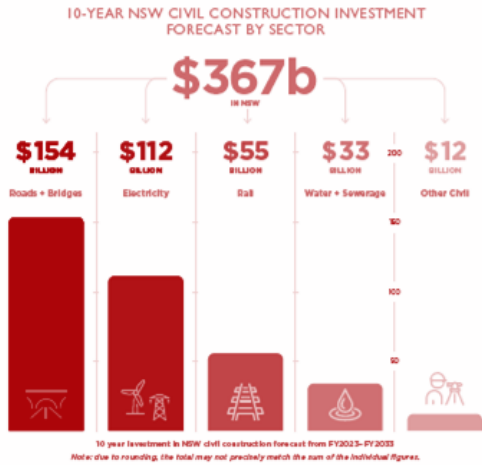 10-YEAR NSW CIVIL CONSTRUCTION INVESTMENT
FORECAST BY SECTOR
$367b
IN NSW
$154
BILLION
Roads + Bridges
$112
BILLION
Electricity
$55
BILLION
Rail
$33
BILLION
Water + Sewerage
$12
BILLION
Other Civil
200
150
100
50
10 year investment in NSW civil construction forecast from FY2023-FY2033
Note: due to rounding, the total may not precisely match the sum of the individual figures.